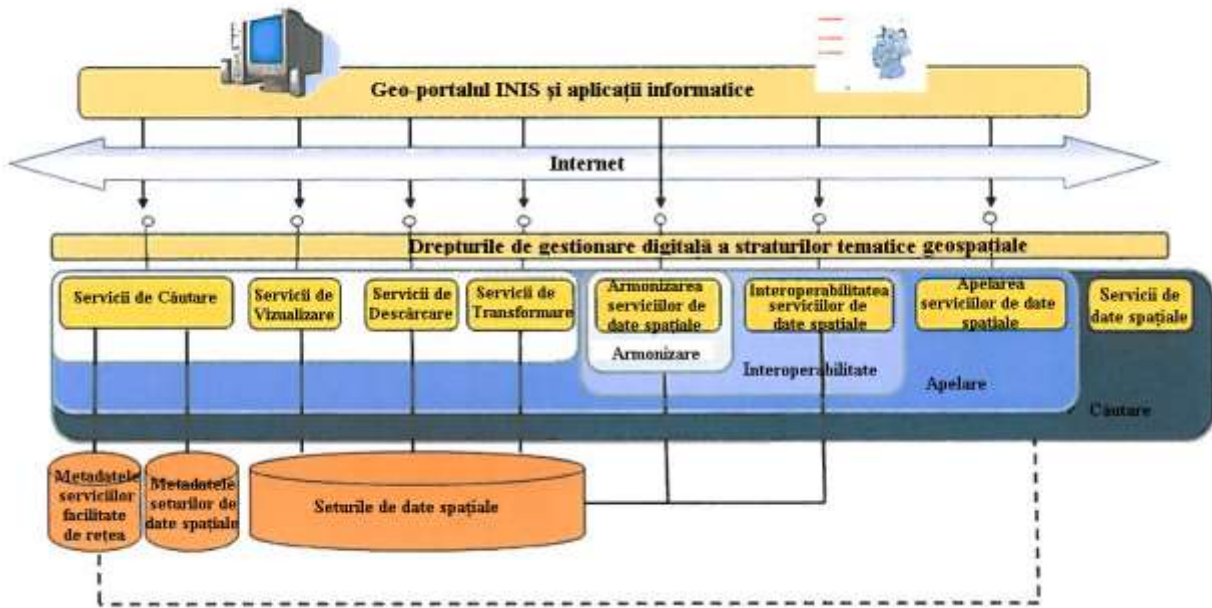 Geo-portalul INIS și aplicații informatice
Internet
Drepturile de gestionare digitală a straturilor tematice geospațiale
Servicii de Căutare
Servicii de
Vizualizare
Servicii de
Descărcare
Servicii de
Transformare
Armonizarea
serviciilor de
date spațiale
Interoperabilitatea
serviciilor de
date spațiale
Apelarea
serviciilor de date
spațiale
Servicii de
date spațiale
Armonizare
Interoperabilitate
Apelare
Căutare
Metadatele
serviciilor
facilitate
de rețea
Metadatele
seturilor de
date spațiale
Seturile de date spațiale